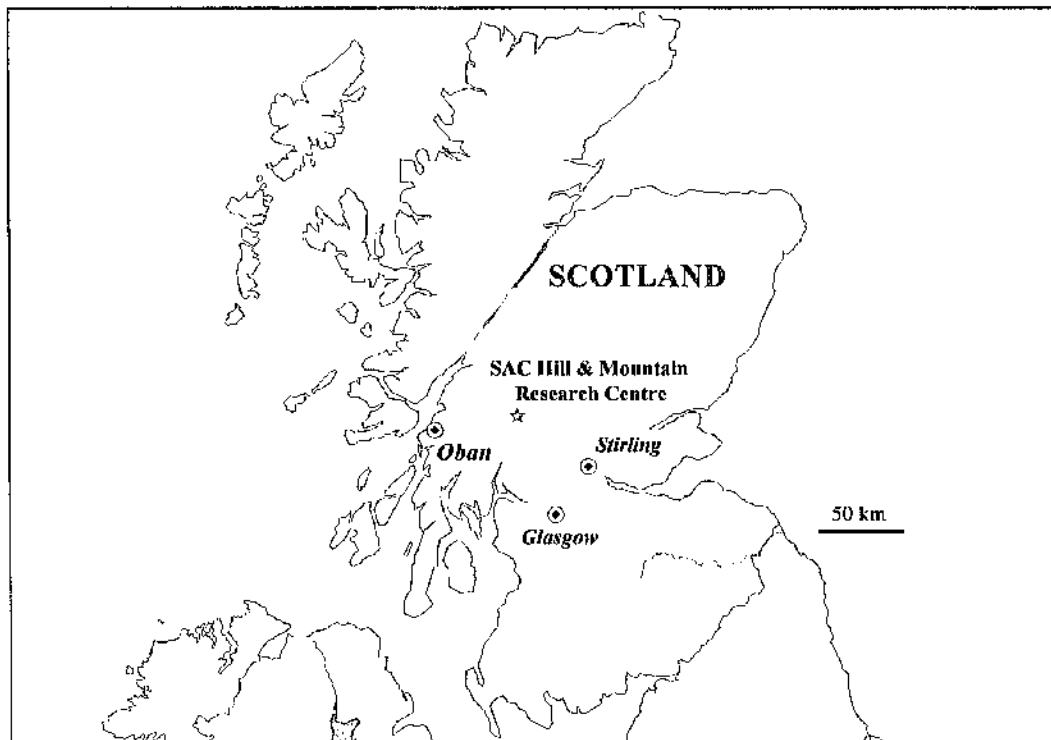 SCOTLAND
SAC Hill & Mountain
Research Centre
Stirling
Oban
50 km
Glasgow